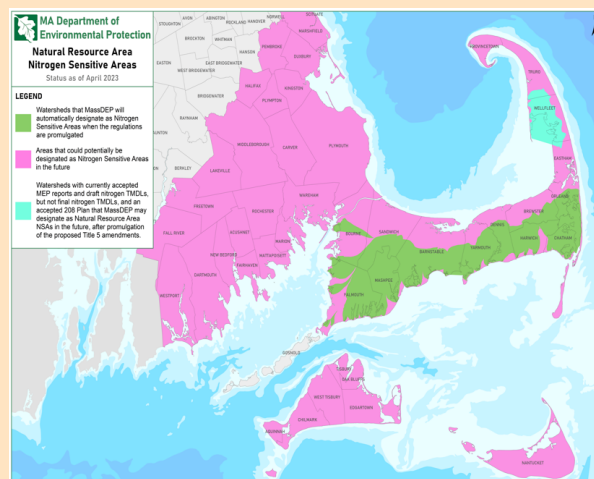 MA Department of
Environmental Protection
Natural Resource Area
Nitrogen Sensitive Areas
Status as of April 2023
LEGEND
Watersheds that MassDEP will
automatically designate as Nitrogen
Sensitive Areas when the regulations
are promulgated
Areas that could potentially be
designated as Nitrogen Sensitive Areas
in the future
Watersheds with currently accepted
MEP reports and draft nitrogen TMDLs,
but not final nitrogen TMDLs, and an
accepted 208 Plan that MassDEP may
designate as Natural Resource Area
NSAs in the future, after promulgation
of the proposed Title 5 amendments.
STOUGHTON
AVON
ABINGTON
ROCKLAND
HANOVER
NORWELL
SCITUATE
BROCKTON
WHITMAN
MARSHFIELD
HANSON
PEMBROKE
EASTON
EAST BRIDGEWATER
DUXBURY
WEST BRIDGEWATER
HALIFAX
KINGSTON
BRIDGEWATER
PLYMPTON
RAYNHAM
MIDDLEBOROUGH
CARVER
PLYMOUTH
BERKLEY
LAKEVILLE
WAREHAM
FREETOWN
ROCHESTER
FALL RIVER
ACUSHNET
MARION
NEW BEDFORD
MATTAPOISETT
FAIRHAVEN
DARTMOUTH
WESTPORT
PROVINCETOWN
TRURO
WELLFLEET
EASTHAM
ORLEANS
BREWSTER
DENNIS
HARWICH
CHATHAM
BOURNE
SANDWICH
BARNSTABLE
YARMOUTH
MASHPEE
FALMOUTH
GOSNOLD
TISBURY
OAK BLUFFS
WEST TISBURY
EDGARTOWN
CHILMARK
AQUINNAH
NANTUCKET